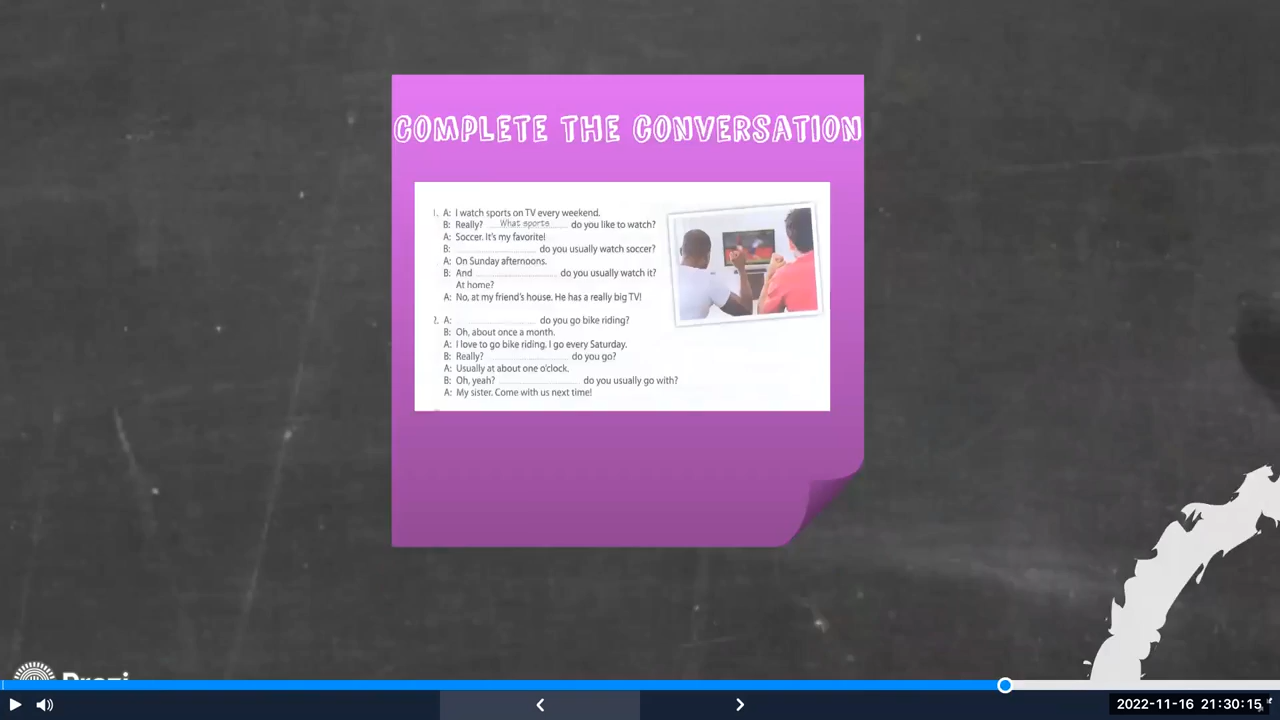 COMPLETE THE CONVERSATION
1. A: I watch sports on TV every weekend.
B: Really? What sports do you like to watch?
A: Soccer. It's my favorite!
B: do you usually watch soccer?
A: On Sunday afternoons.
B: And do you usually watch it?
At home?
A: No, at my friend's house. He has a really big TV!
2. A: do you go bike riding?
B: Oh, about once a month.
A: I love to go bike riding. I go every Saturday.
B: Really? do you go?
A: Usually at about one o'clock.
B: Oh, yeah? do you usually go with?
A: My sister. Come with us next time!
Prezi
2022-11-16 21:30:15